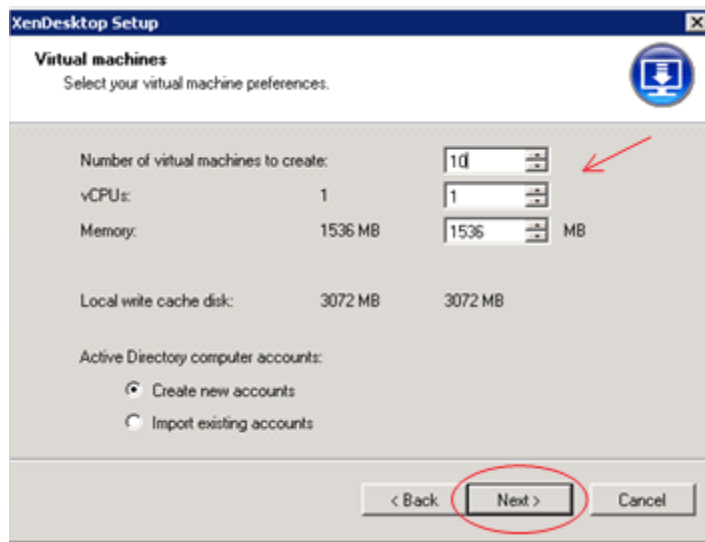 XenDesktop Setup
Virtual machines
Select your virtual machine preferences.
Number of virtual machines to create: 10
vCPUs: 1 1
Memory: 1536 MB 1536 MB
Local write cache disk: 3072 MB 3072 MB
Active Directory computer accounts:
Create new accounts
Import existing accounts
< Back Next > Cancel